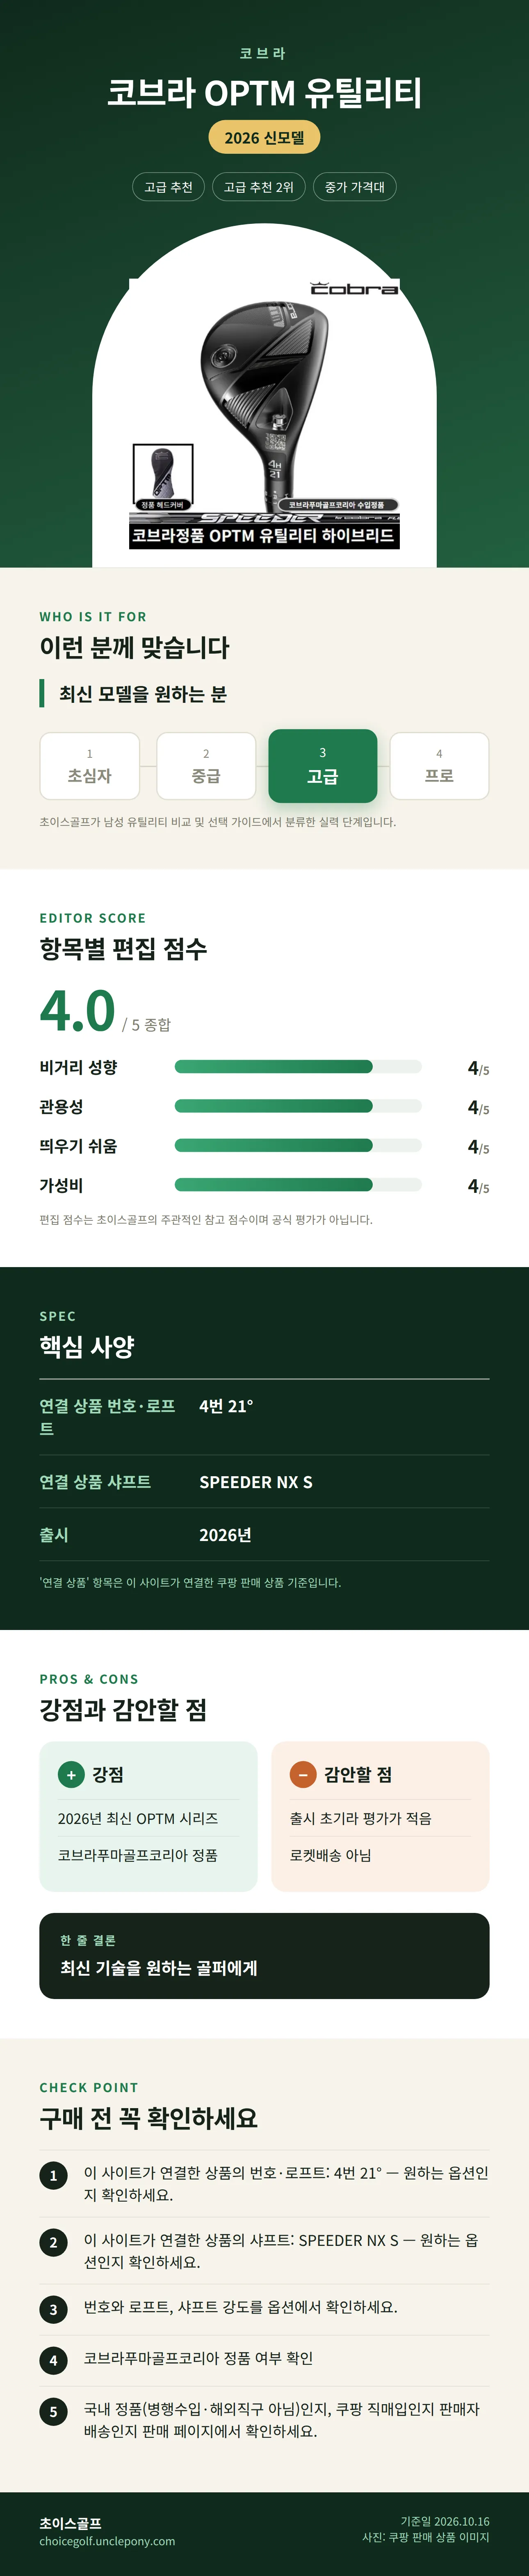 코브라
코브라 OPTM 유틸리티
2026 신모델
고급 추천
고급 추천 2위
중가 가격대
cobra
4H
21
정품 헤드커버
코브라푸마골프코리아 수입정품
SPEEDER
코브라정품 OPTM 유틸리티 하이브리드
WHO IS IT FOR
이런 분께 맞습니다
최신 모델을 원하는 분
1
초심자
2
중급
3
고급
4
프로
초이스골프가 남성 유틸리티 비교 및 선택 가이드에서 분류한 실력 단계입니다.
EDITOR SCORE
항목별 편집 점수
4.0 / 5 종합
비거리 성향 4/5
관용성 4/5
띄우기 쉬움 4/5
가성비 4/5
편집 점수는 초이스골프의 주관적인 참고 점수이며 공식 평가가 아닙니다.
SPEC
핵심 사양
연결 상품 번호·로프
트
4번 21°
연결 상품 샤프트 SPEEDER NX S
출시 2026년
'연결 상품' 항목은 이 사이트가 연결한 쿠팡 판매 상품 기준입니다.
PROS & CONS
강점과 감안할 점
+ 강점
2026년 최신 OPTM 시리즈
코브라푸마골프코리아 정품
− 감안할 점
출시 초기라 평가가 적음
로켓배송 아님
한 줄 결론
최신 기술을 원하는 골퍼에게
CHECK POINT
구매 전 꼭 확인하세요
1 이 사이트가 연결한 상품의 번호·로프트: 4번 21° — 원하는 옵션인
지 확인하세요.
2 이 사이트가 연결한 상품의 샤프트: SPEEDER NX S — 원하는 옵
션인지 확인하세요.
3 번호와 로프트, 샤프트 강도를 옵션에서 확인하세요.
4 코브라푸마골프코리아 정품 여부 확인
5 국내 정품(병행수입·해외직구 아님)인지, 쿠팡 직매입인지 판매자
배송인지 판매 페이지에서 확인하세요.
초이스골프
choicegolf.unclepony.com
기준일 2026.10.16
사진: 쿠팡 판매 상품 이미지